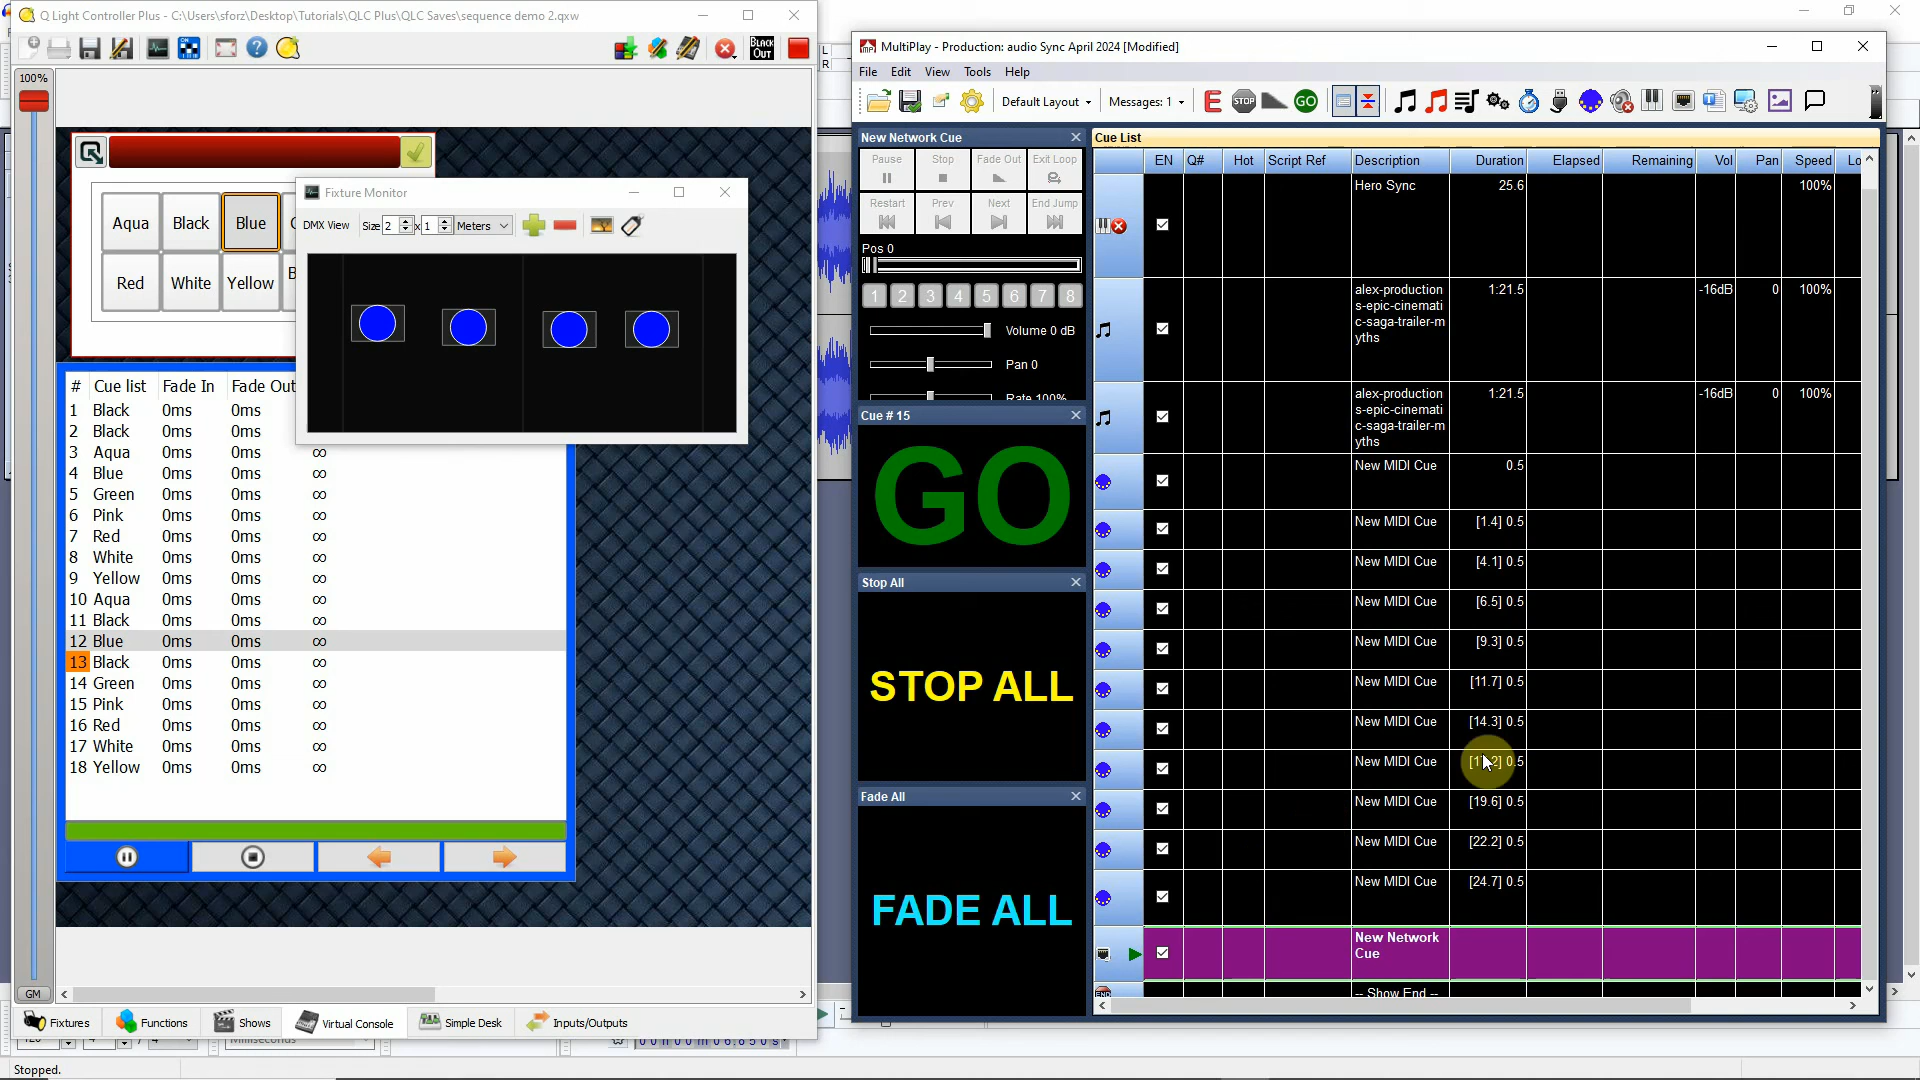 Q Light Controller Plus - C:\Users\sforz\Desktop\Tutorials\QLC Plus\QLC Saves\sequence demo 2.qxw
BLACK OUT
100%
Aqua Black Blue
Red White Yellow
Fixture Monitor
DMX View Size 2 x 1 Meters
# Cue list Fade In Fade Out
1 Black 0ms 0ms
2 Black 0ms 0ms
3 Aqua 0ms 0ms ∞
4 Blue 0ms 0ms ∞
5 Green 0ms 0ms ∞
6 Pink 0ms 0ms ∞
7 Red 0ms 0ms ∞
8 White 0ms 0ms ∞
9 Yellow 0ms 0ms ∞
10 Aqua 0ms 0ms ∞
11 Black 0ms 0ms ∞
12 Blue 0ms 0ms ∞
13 Black 0ms 0ms ∞
14 Green 0ms 0ms ∞
15 Pink 0ms 0ms ∞
16 Red 0ms 0ms ∞
17 White 0ms 0ms ∞
18 Yellow 0ms 0ms ∞
GM
Fixtures Functions Shows Virtual Console Simple Desk Inputs/Outputs
Stopped.
L
R
MultiPlay - Production: audio Sync April 2024 [Modified]
File Edit View Tools Help
Default Layout Messages: 1 E STOP GO
New Network Cue
Pause Stop Fade Out Exit Loop
Restart Prev Next End Jump
Pos 0
1 2 3 4 5 6 7 8
Volume 0 dB
Pan 0
Rate 100%
Cue # 15
GO
Stop All
STOP ALL
Fade All
FADE ALL
Cue List
EN Q# Hot Script Ref Description Duration Elapsed Remaining Vol Pan Speed Lo
Hero Sync 25.6 100%
alex-production 1:21.5 -16dB 0 100%
s-epic-cinemati
c-saga-trailer-m
yths
alex-production 1:21.5 -16dB 0 100%
s-epic-cinemati
c-saga-trailer-m
yths
New MIDI Cue 0.5
New MIDI Cue [1.4] 0.5
New MIDI Cue [4.1] 0.5
New MIDI Cue [6.5] 0.5
New MIDI Cue [9.3] 0.5
New MIDI Cue [11.7] 0.5
New MIDI Cue [14.3] 0.5
New MIDI Cue 0.5
New MIDI Cue [19.6] 0.5
New MIDI Cue [22.2] 0.5
New MIDI Cue [24.7] 0.5
New Network
Cue
-- Show End --